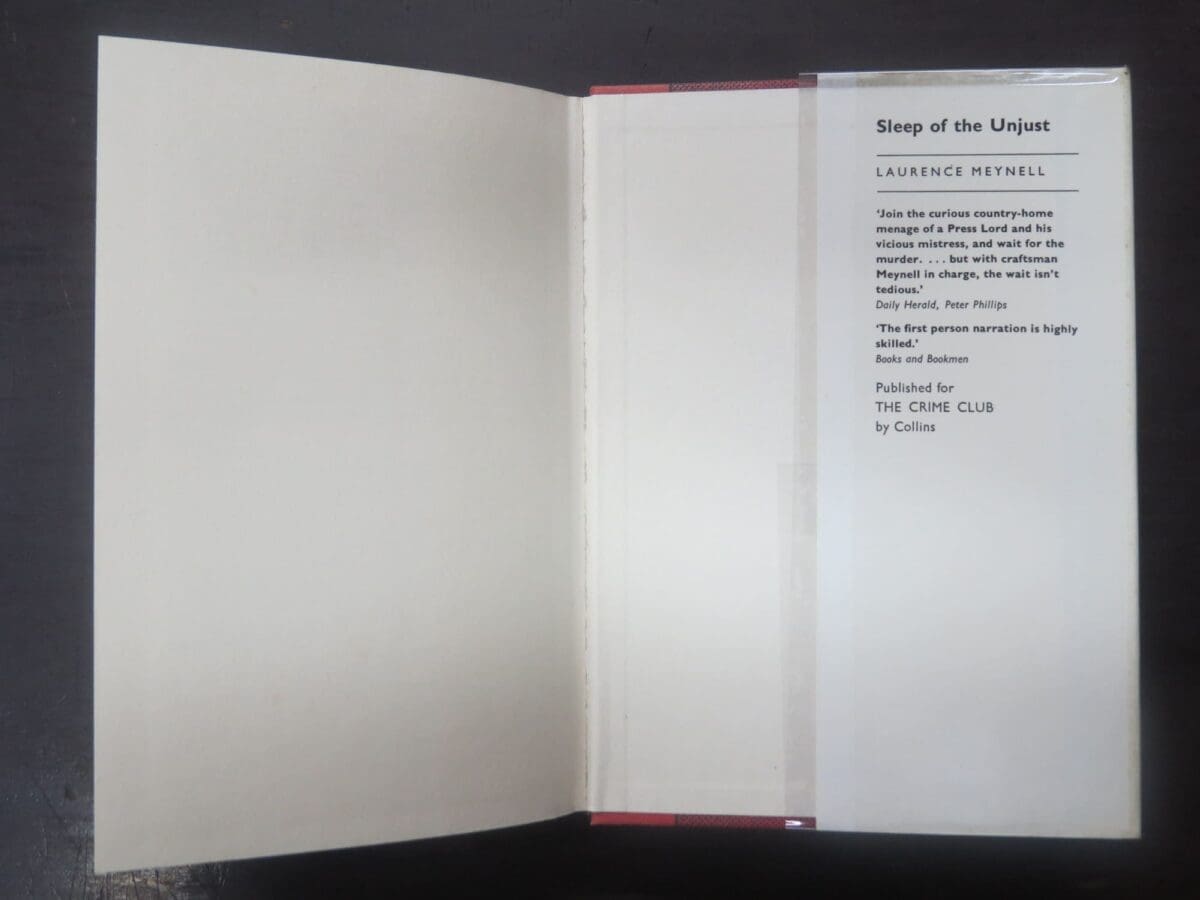 Sleep of the Unjust
LAURENCE MEYNELL
‘Join the curious country-home
menage of a Press Lord and his
vicious mistress, and wait for the
murder. . . . but with craftsman
Meynell in charge, the wait isn’t
tedious.’
Daily Herald, Peter Phillips
‘The first person narration is highly
skilled.’
Books and Bookmen
Published for
THE CRIME CLUB
by Collins